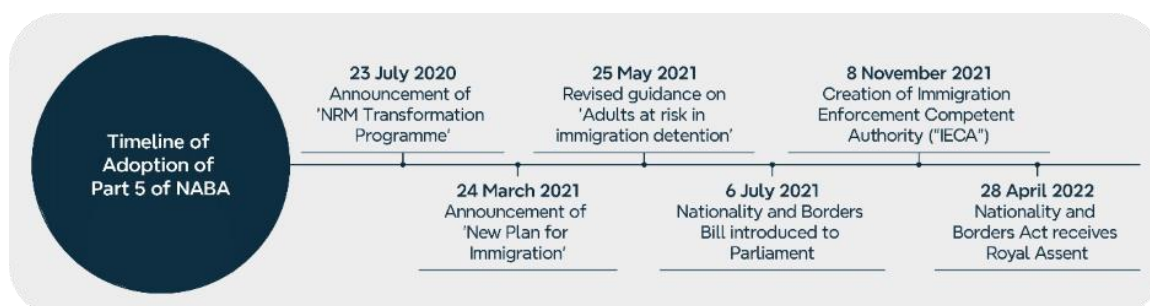 Timeline of
Adoption of
Part 5 of NABA
23 July 2020
Announcement of
'NRM Transformation
Programme'
24 March 2021
Announcement of
'New Plan for
Immigration'
25 May 2021
Revised guidance on
'Adults at risk in
immigration detention'
6 July 2021
Nationality and Borders
Bill introduced to
Parliament
8 November 2021
Creation of Immigration
Enforcement Competent
Authority ("IECA")
28 April 2022
Nationality and
Borders Act receives
Royal Assent